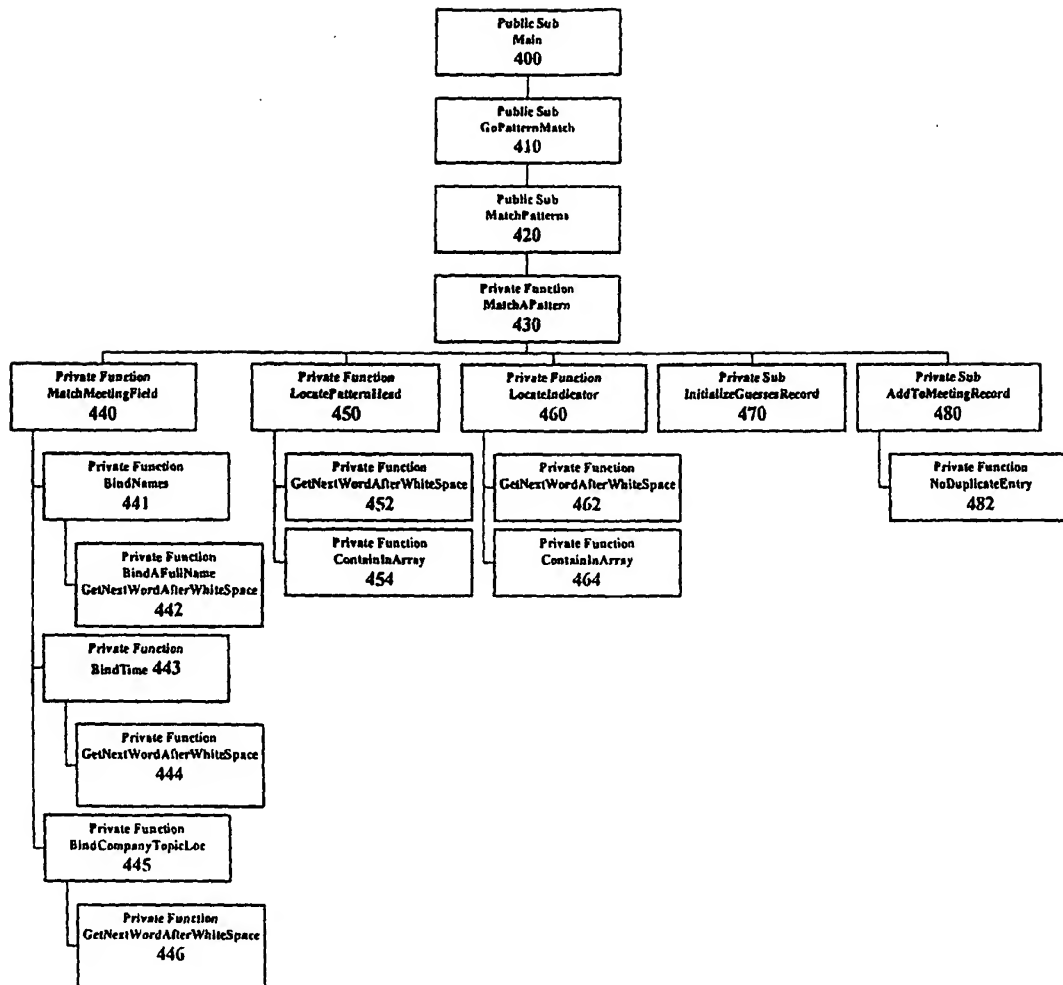 Public Sub
Main
400
Public Sub
GoPatternMatch
410
Public Sub
MatchPatterns
420
Private Function
MatchAPattern
430
Private Function
MatchMeetingField
440
Private Function
LocatePatternHead
450
Private Function
LocateIndicator
460
Private Sub
InitializeGuessesRecord
470
Private Sub
AddToMeetingRecord
480
Private Function
BindNames
441
Private Function
GetNextWordAfterWhiteSpace
452
Private Function
GetNextWordAfterWhiteSpace
462
Private Function
NoDuplicateEntry
482
Private Function
BindAFullName
GetNextWordAfterWhiteSpace
442
Private Function
ContainInArray
454
Private Function
ContainInArray
464
Private Function
BindTime 443
Private Function
GetNextWordAfterWhiteSpace
444
Private Function
BindCompanyTopicLoc
445
Private Function
GetNextWordAfterWhiteSpace
446